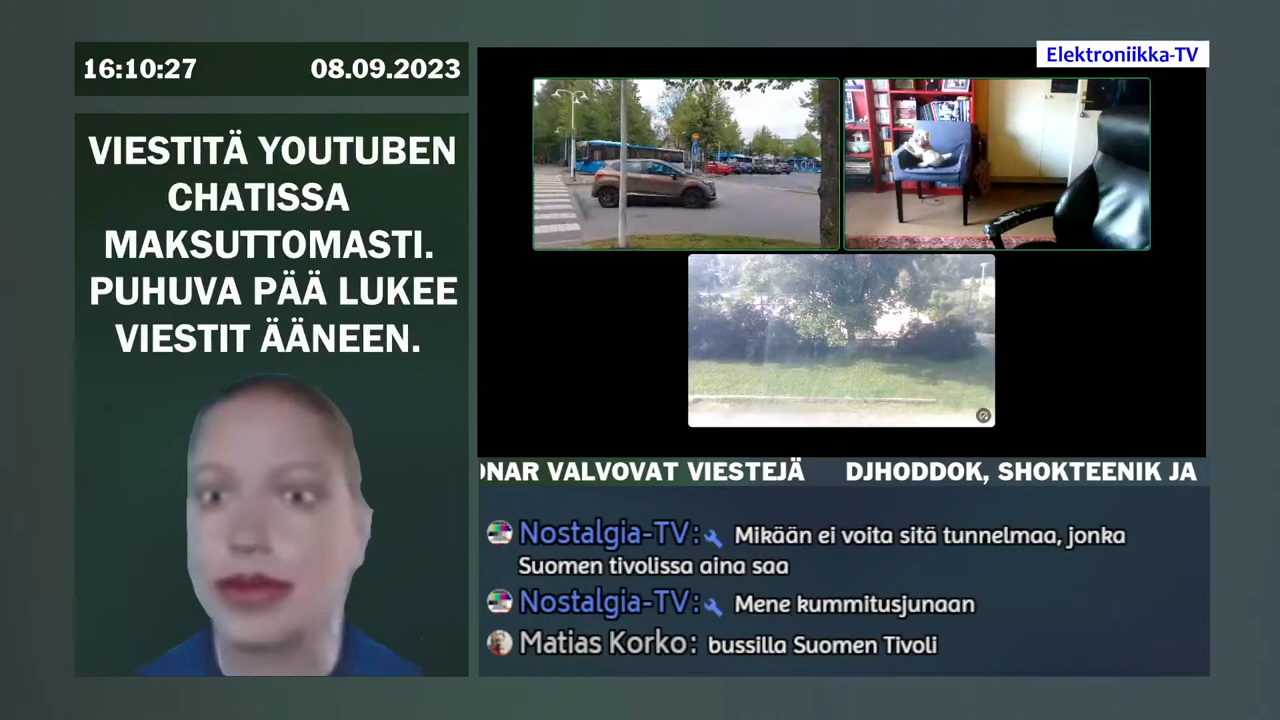 16:10:27 08.09.2023
VIESTITÄ YOUTUBEN
CHATISSA
MAKSUTTOMASTI.
PUHUVA PÄÄ LUKEE
VIESTIT ÄÄNEEN.
Elektroniikka-TV
ONAR VALVOVAT VIESTEJÄ DJHODDOK, SHOKTEENIK JA
Nostalgia-TV: Mikään ei voita sitä tunnelmaa, jonka
Suomen tivolissa aina saa
Nostalgia-TV: Mene kummitusjunaan
Matias Korko: bussilla Suomen Tivoli